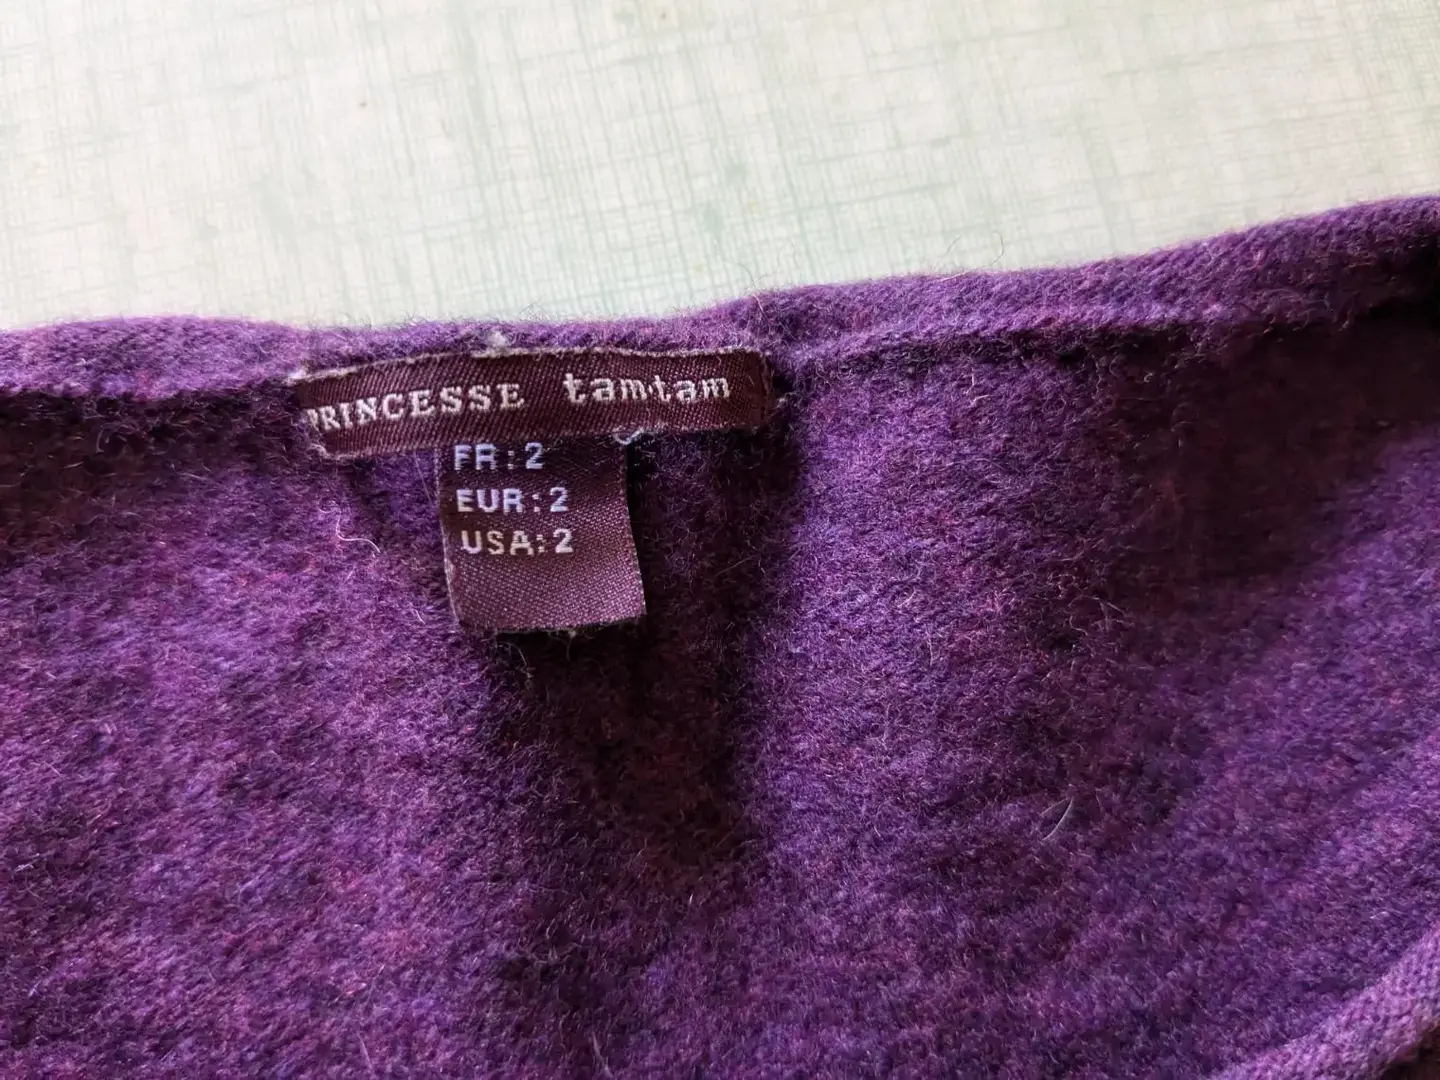 PRINCESSE tam·tam
FR: 2
EUR: 2
USA: 2